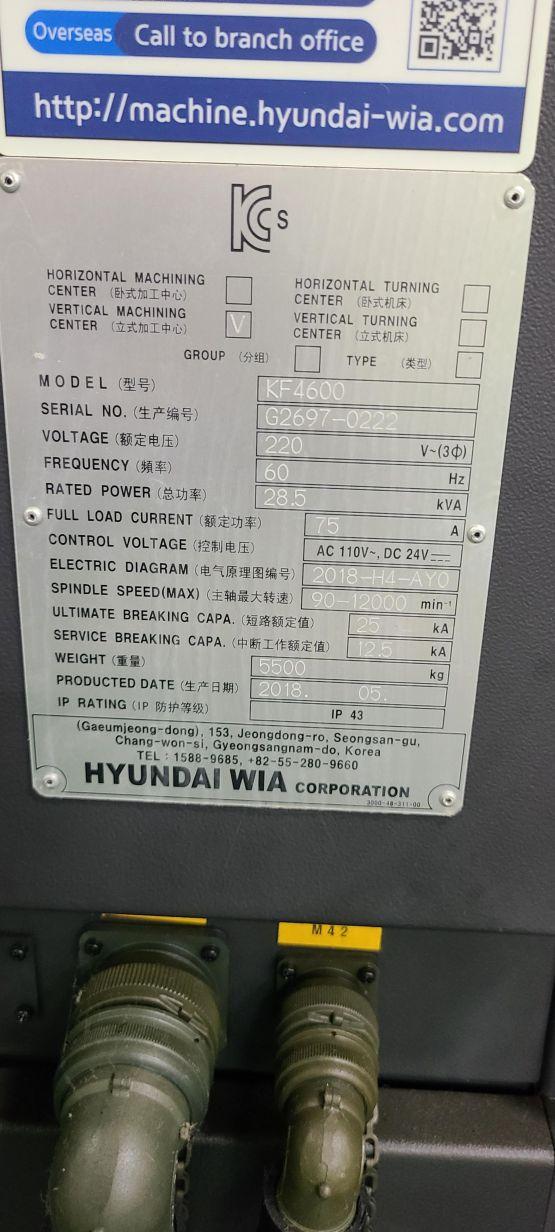 Overseas Call to branch office
http://machine.hyundai-wia.com
KCs
HORIZONTAL MACHINING CENTER (卧式加工中心)
HORIZONTAL TURNING CENTER (卧式机床)
VERTICAL MACHINING CENTER (立式加工中心) V
VERTICAL TURNING CENTER (立式机床)
GROUP (分组) TYPE (类型)
MODEL (型号) KF4600
SERIAL NO. (生产编号) G2697-0222
VOLTAGE (额定电压) 220 V~(3Φ)
FREQUENCY (頻率) 60 Hz
RATED POWER (总功率) 28.5 kVA
FULL LOAD CURRENT (额定功率) 75 A
CONTROL VOLTAGE (控制电压) AC 110V~, DC 24V⎓
ELECTRIC DIAGRAM (电气原理图编号) 2018-H4-AY0
SPINDLE SPEED(MAX) (主轴最大转速) 90-12000 min⁻¹
ULTIMATE BREAKING CAPA. (短路额定值) 25 kA
SERVICE BREAKING CAPA. (中断工作额定值) 12.5 kA
WEIGHT (重量) 5500 kg
PRODUCED DATE (生产日期) 2018. 05.
IP RATING (IP 防护等级) IP 43
(Gaeumjeong-dong), 153, Jeongdong-ro, Seongsan-gu,
Chang-won-si, Gyeongsangnam-do, Korea
TEL : 1588-9685, +82-55-280-9660
HYUNDAI WIA CORPORATION
3000-48-311-00
M42